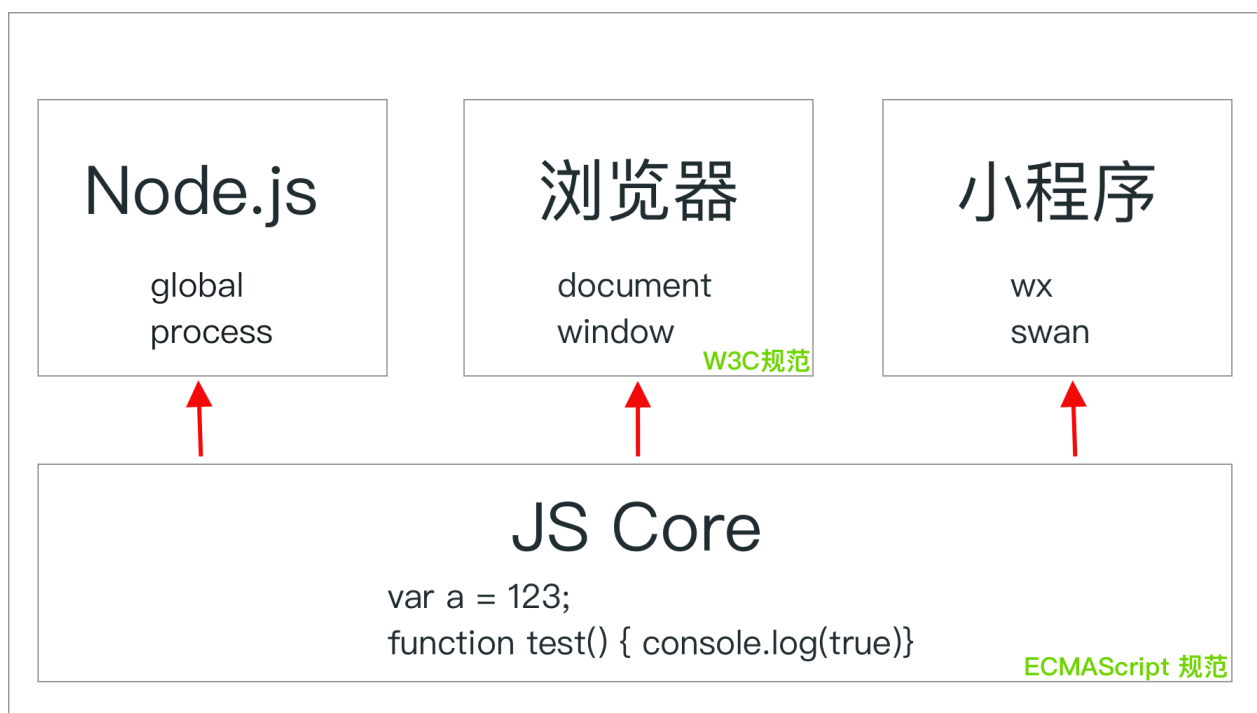 Node.js
global
process
浏览器
document
window
W3C规范
小程序
wx
swan
JS Core
var a = 123;
function test() { console.log(true)}
ECMAScript 规范